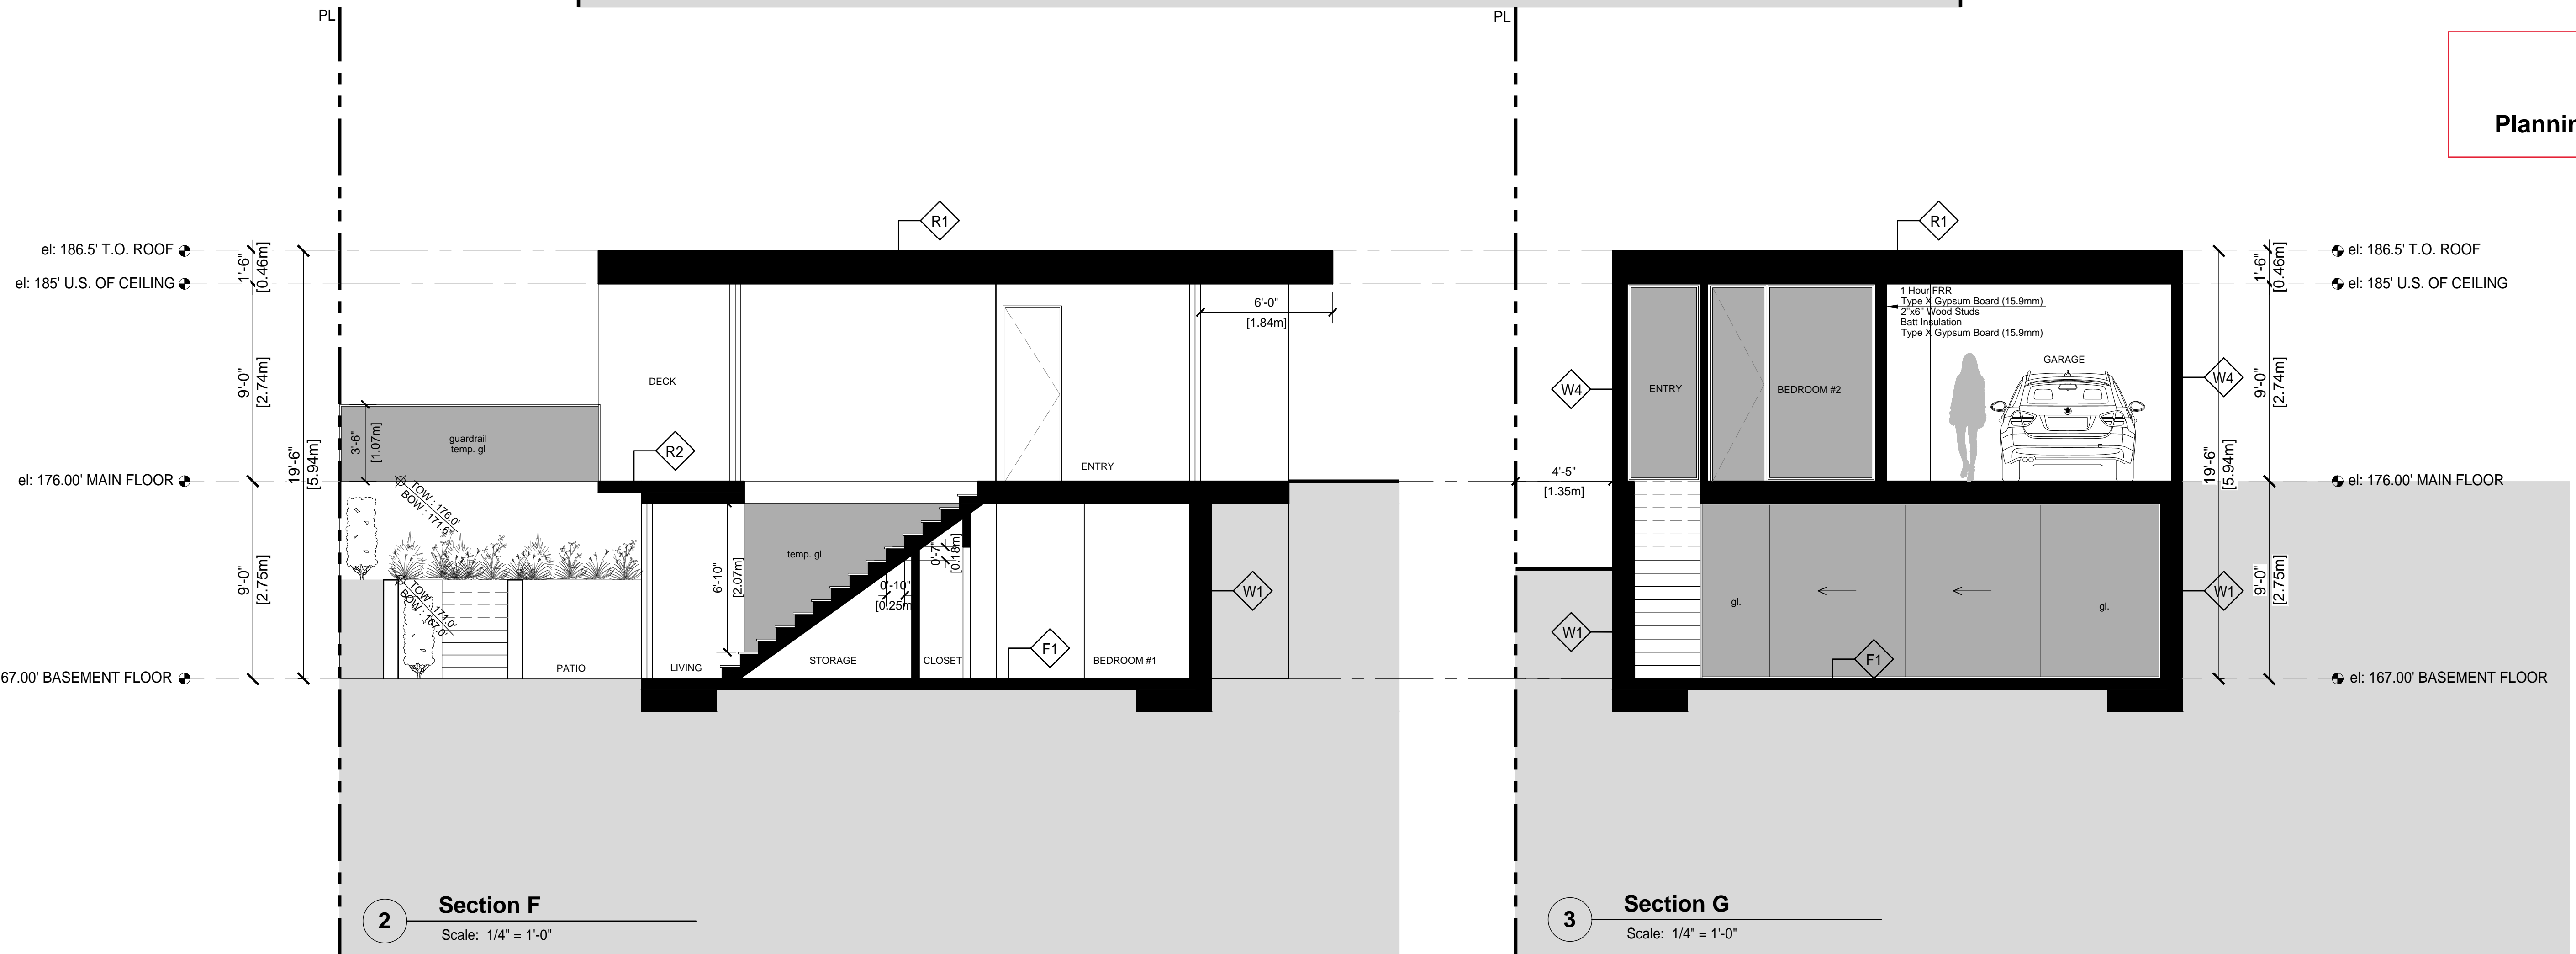 PL
PL
Plannin
R1
R1
el: 186.5' T.O. ROOF
1'-6"
[0.46m]
el: 185' U.S. OF CEILING
6'-0"
[1.84m]
9'-0"
[2.74m]
DECK
3'-6"
[1.07m]
guardrail
temp. gl
R2
ENTRY
19'-6"
[5.94m]
el: 176.00' MAIN FLOOR
TOW : 176.0'
BOW : 171.6'
9'-0"
[2.75m]
6'-10"
[2.07m]
temp. gl
0'-7"
[0.18m]
0'-10"
[0.25m
TOW : 171.0'
BOW : 167.0'
W1
F1
PATIO
LIVING
STORAGE
CLOSET
BEDROOM #1
67.00' BASEMENT FLOOR
2
Section F
Scale: 1/4" = 1'-0"
1'-6"
[0.46m]
el: 186.5' T.O. ROOF
el: 185' U.S. OF CEILING
1 Hour FRR
Type X Gypsum Board (15.9mm)
2"x6" Wood Studs
Batt Insulation
Type X Gypsum Board (15.9mm)
GARAGE
W4
ENTRY
BEDROOM #2
W4
9'-0"
[2.74m]
19'-6"
[5.94m]
4'-5"
[1.35m]
el: 176.00' MAIN FLOOR
9'-0"
[2.75m]
W1
gl.
gl.
W1
F1
el: 167.00' BASEMENT FLOOR
3
Section G
Scale: 1/4" = 1'-0"